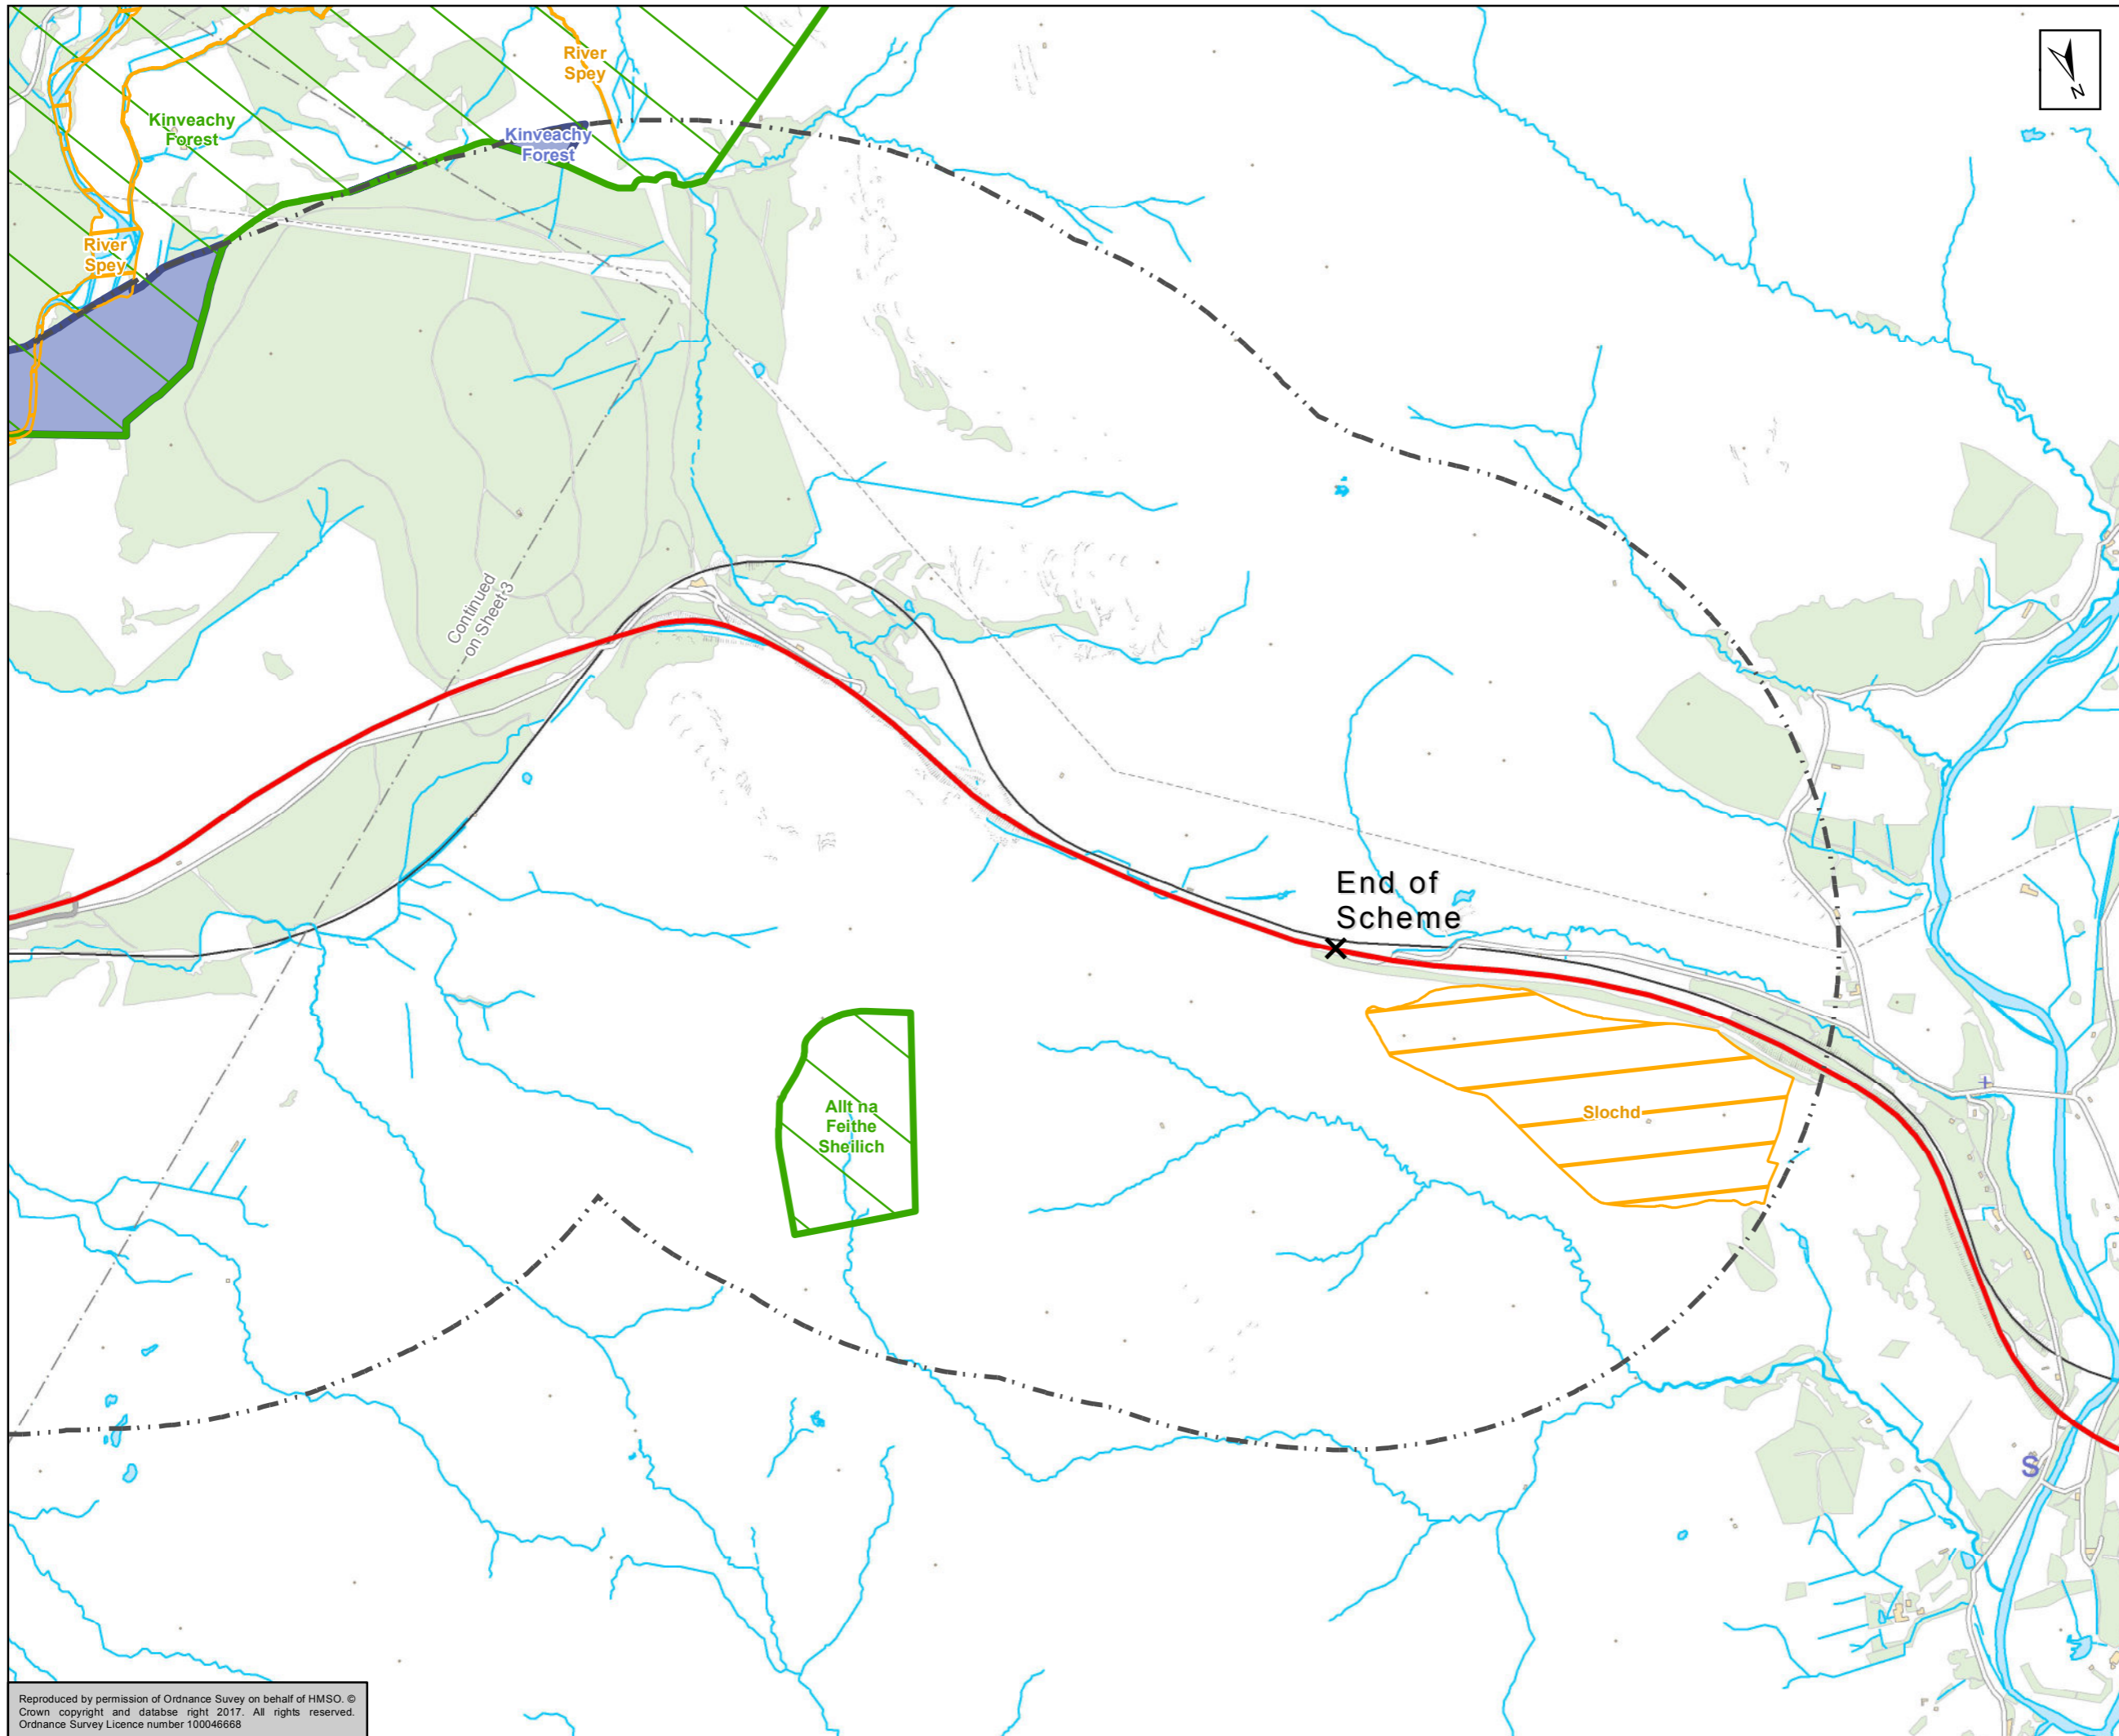 River
Spey
N
Kinveachy
Forest
Kinveachy
Forest
River
Spey
Continued
on Sheet 3
End of
Scheme
Allt na
Feithe
Sheilich
Slochd
S
Reproduced by permission of Ordnance Suvey on behalf of HMSO. ©
Crown copyright and databse right 2017. All rights reserved.
Ordnance Survey Licence number 100046668